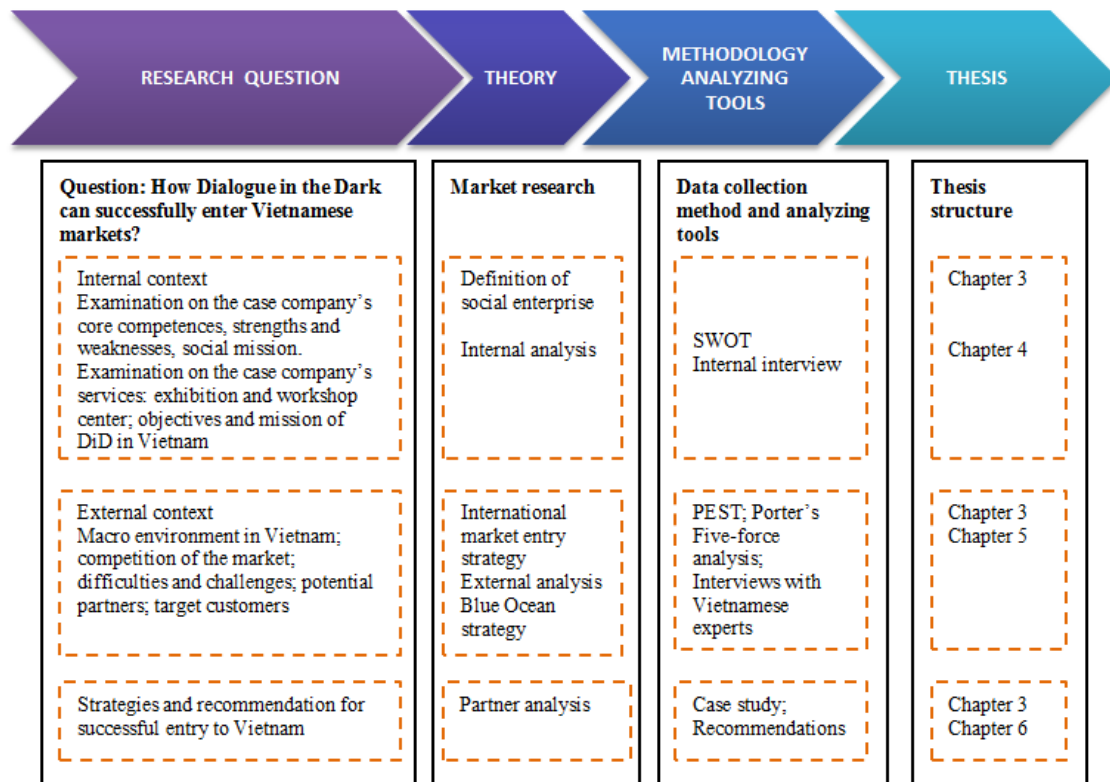 RESEARCH QUESTION
THEORY
METHODOLOGY
ANALYZING
TOOLS
THESIS
Question: How Dialogue in the Dark
can successfully enter Vietnamese
markets?
Internal context
Examination on the case company’s
core competences, strengths and
weaknesses, social mission.
Examination on the case company’s
services: exhibition and workshop
center; objectives and mission of
DiD in Vietnam
External context
Macro environment in Vietnam;
competition of the market;
difficulties and challenges; potential
partners; target customers
Strategies and recommendation for
successful entry to Vietnam
Market research
Definition of
social enterprise
Internal analysis
International
market entry
strategy
External analysis
Blue Ocean
strategy
Partner analysis
Data collection
method and analyzing
tools
SWOT
Internal interview
PEST; Porter’s
Five-force
analysis;
Interviews with
Vietnamese
experts
Case study;
Recommendations
Thesis
structure
Chapter 3
Chapter 4
Chapter 3
Chapter 5
Chapter 3
Chapter 6